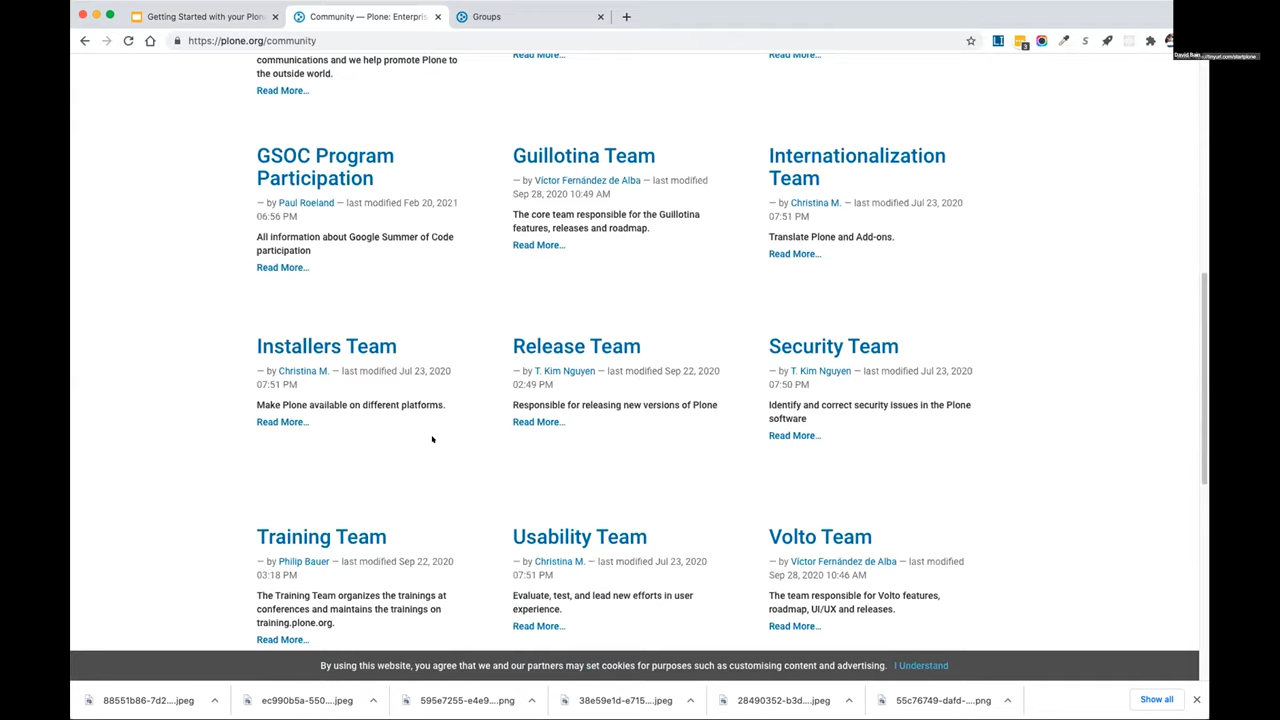 Getting Started with your Plone
Community — Plone: Enterpris
Groups
https://plone.org/community
3
David Bain
communications and we help promote Plone to
the outside world.
Read More...
Read More...
Read More...
GSOC Program
Participation
— by Paul Roeland — last modified Feb 20, 2021
06:56 PM
All information about Google Summer of Code
participation
Read More...
Guillotina Team
— by Víctor Fernández de Alba — last modified
Sep 28, 2020 10:49 AM
The core team responsible for the Guillotina
features, releases and roadmap.
Read More...
Internationalization
Team
— by Christina M. — last modified Jul 23, 2020
07:51 PM
Translate Plone and Add-ons.
Read More...
Installers Team
— by Christina M. — last modified Jul 23, 2020
07:51 PM
Make Plone available on different platforms.
Read More...
Release Team
— by T. Kim Nguyen — last modified Sep 22, 2020
02:49 PM
Responsible for releasing new versions of Plone
Read More...
Security Team
— by T. Kim Nguyen — last modified Jul 23, 2020
07:50 PM
Identify and correct security issues in the Plone
software
Read More...
Training Team
— by Philip Bauer — last modified Sep 22, 2020
03:18 PM
The Training Team organizes the trainings at
conferences and maintains the trainings on
training.plone.org.
Read More...
Usability Team
— by Christina M. — last modified Jul 23, 2020
07:51 PM
Evaluate, test, and lead new efforts in user
experience.
Read More...
Volto Team
— by Víctor Fernández de Alba — last modified
Sep 28, 2020 10:46 AM
The team responsible for Volto features,
roadmap, UI/UX and releases.
Read More...
By using this website, you agree that we and our partners may set cookies for purposes such as customising content and advertising. I Understand
88551b86-7d2....jpeg
ec990b5a-550....jpeg
595e7255-e4e9....png
38e59e1d-e715....jpeg
28490352-b3d....jpeg
55c76749-dafd-....png
Show all